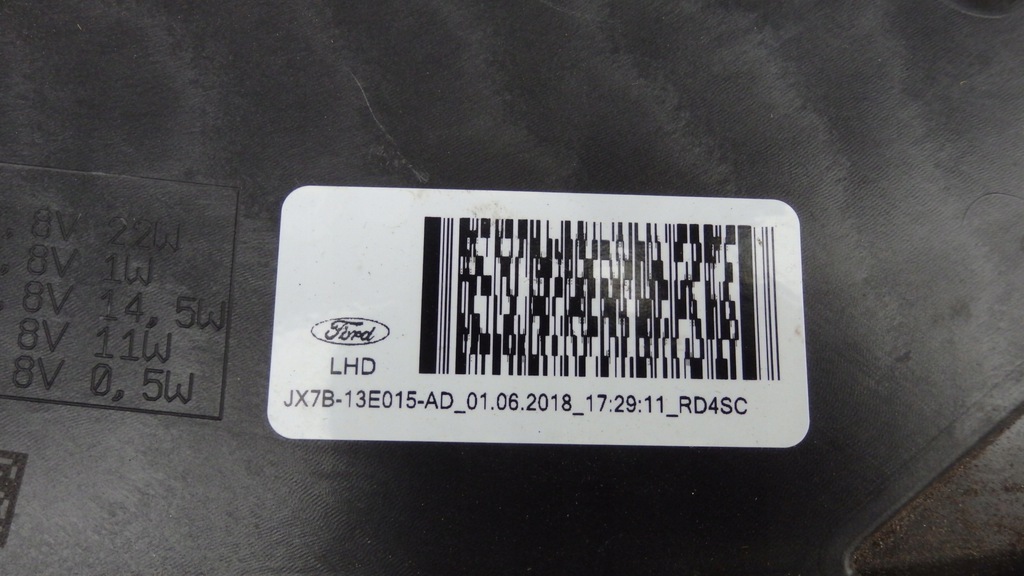 . 8V 22W
. 8V 1W
. 8V 14,5W
8V 11W
8V 0,5W
Ford
LHD
JX7B-13E015-AD_01.06.2018_17:29:11_RD4SC